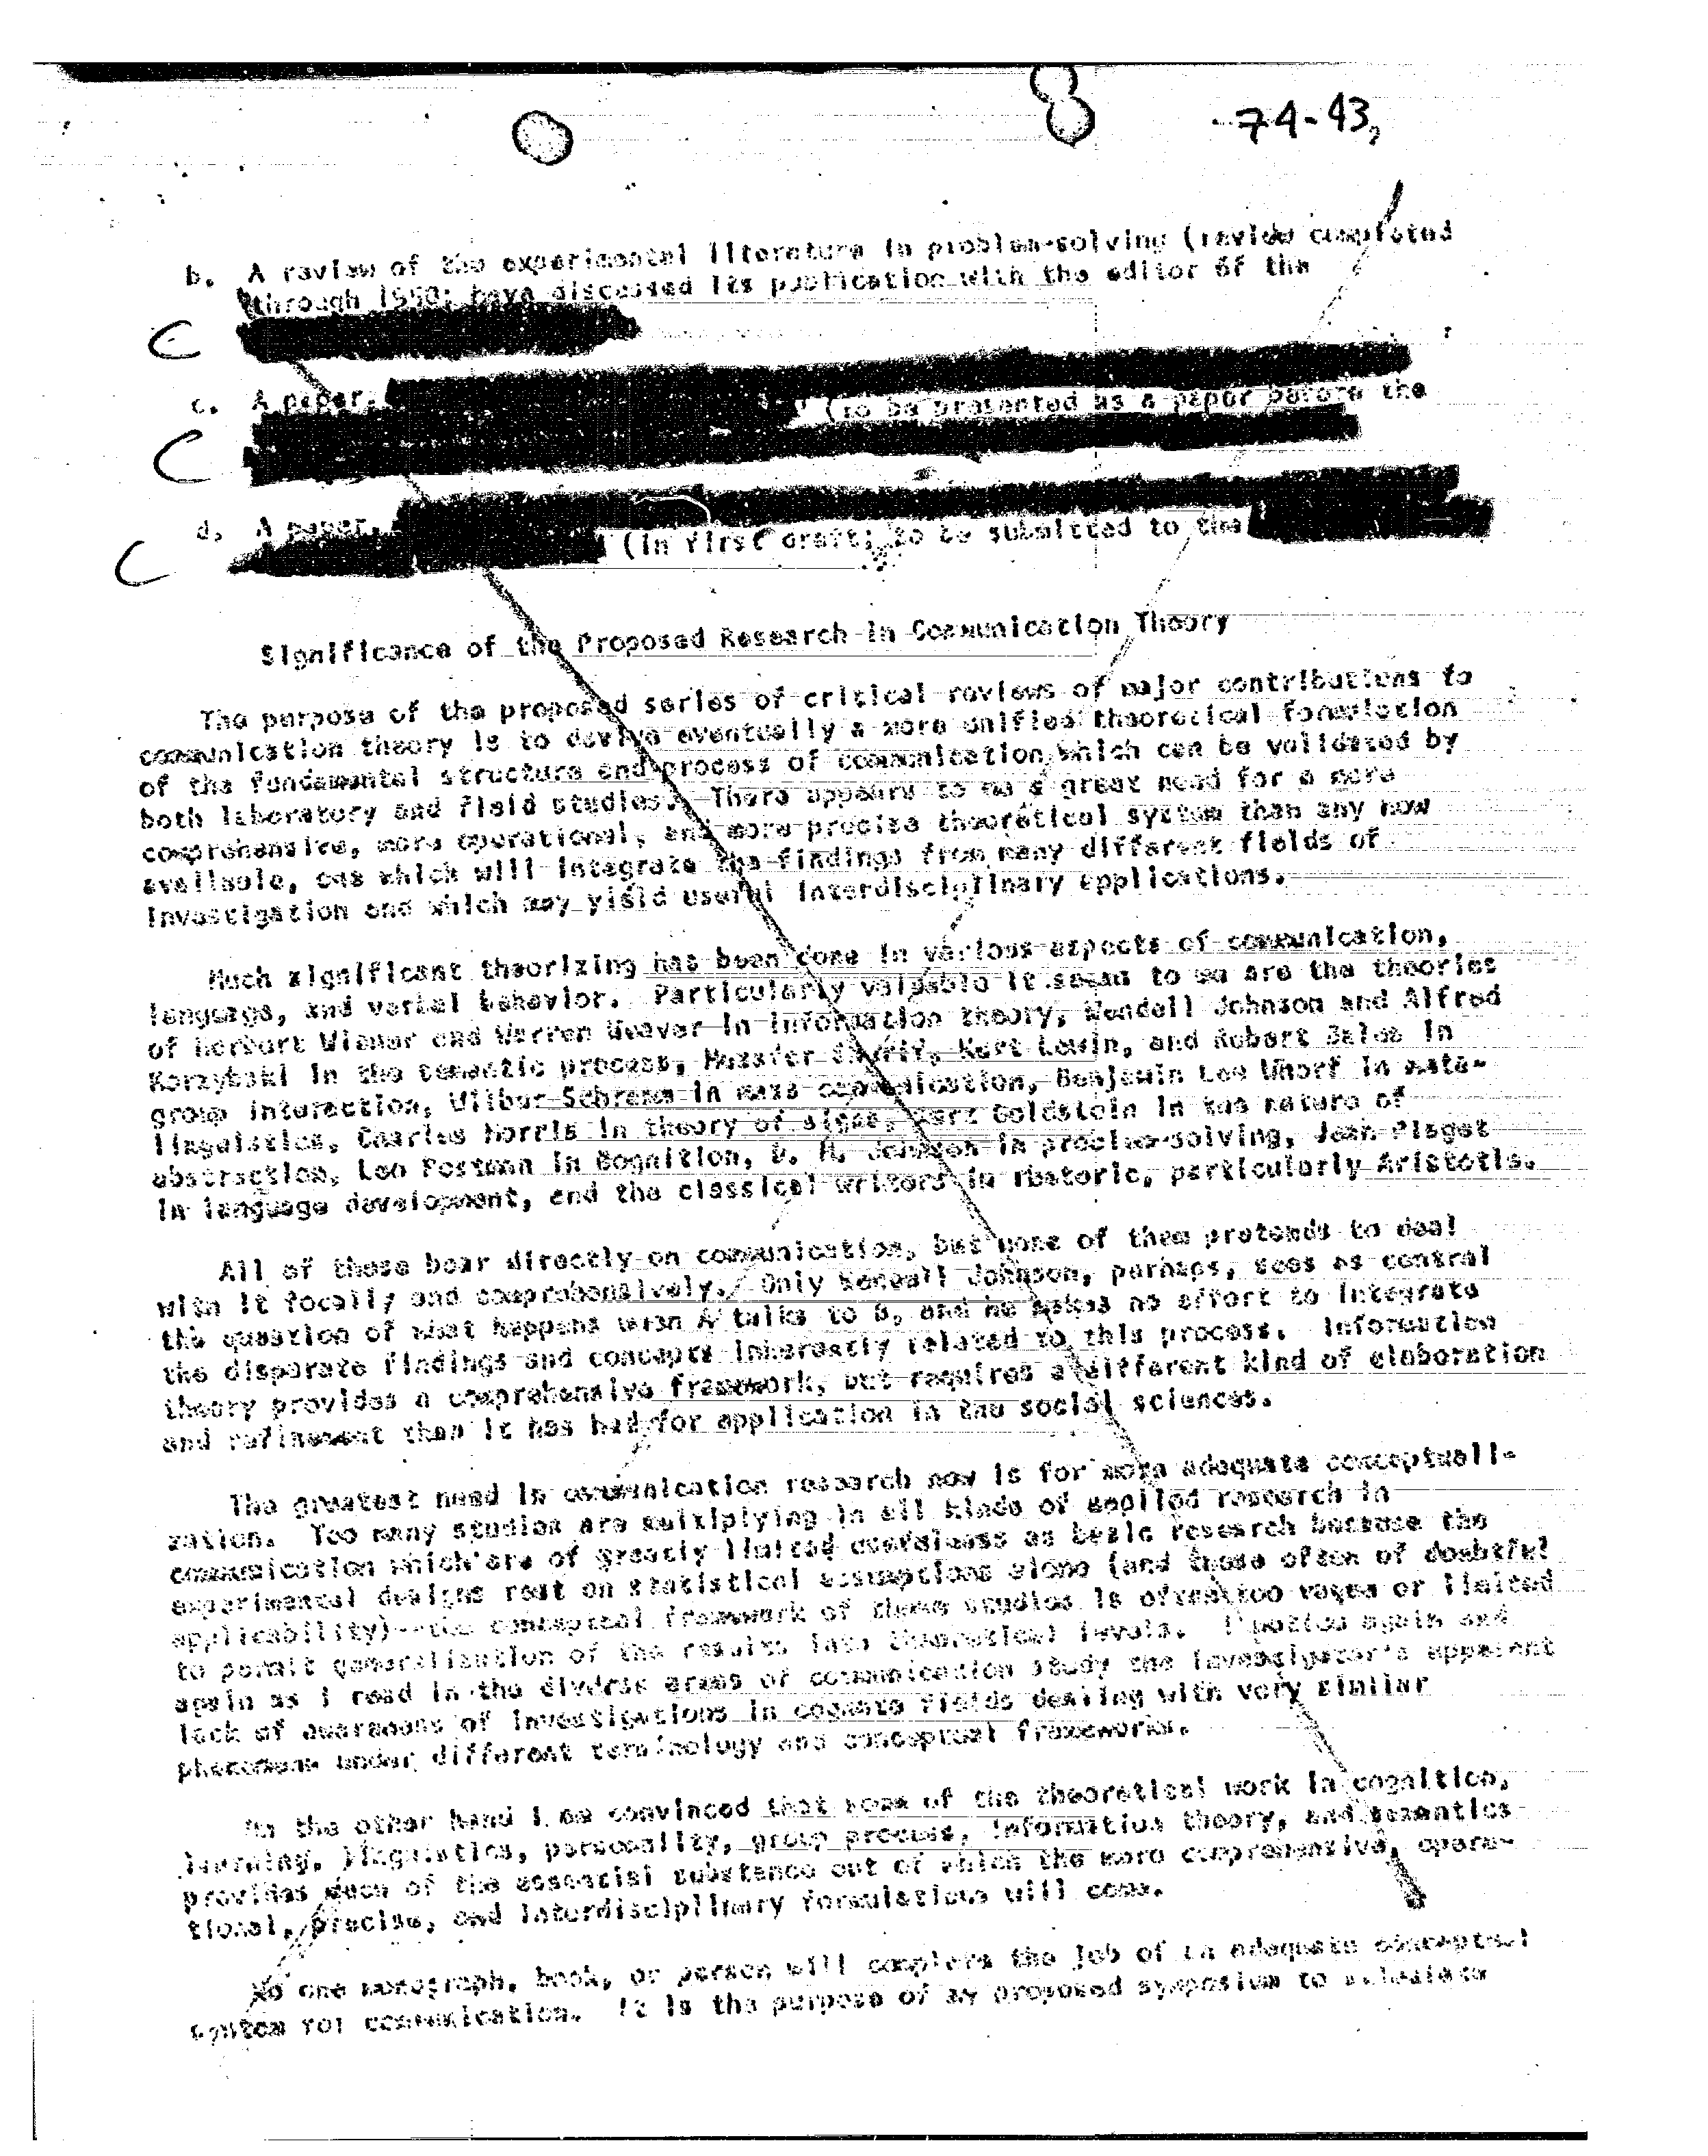 74-43
b. A review of the experimental literature in problem-solving (review completed
through 1950; have discussed its publication with the editor of the
C
c. A paper,
(to be presented as a paper before the
C
d. A paper,
(in first draft; to be submitted to the
C
Significance of the Proposed Research in Communication Theory
The purpose of the proposed series of critical reviews of major contributions to
communication theory is to derive eventually a more unified theoretical formulation
of the fundamental structure and process of communication which can be validated by
both laboratory and field studies. There appears to me a great need for a more
comprehensive, more operational, and more precise theoretical system than any now
available, one which will integrate the findings from many different fields of
investigation and which may yield useful interdisciplinary applications.
Much significant theorizing has been done in various aspects of communication,
language, and verbal behavior. Particularly valuable it seems to me are the theories
of Norbert Wiener and Warren Weaver in information theory, Wendell Johnson and Alfred
Korzybski in the semantic process, Muzafer Sherif, Kurt Lewin, and Robert Bales in
group interaction, Wilbur Schramm in mass communication, Benjamin Lee Whorf in meta-
linguistics, Charles Morris in theory of signs, Kurt Goldstein in the nature of
abstraction, Leo Postman in cognition, D. M. Johnson in problem-solving, Jean Piaget
in language development, and the classical writers in rhetoric, particularly Aristotle.
All of these bear directly on communication, but none of them pretends to deal
with it focally and comprehensively. Only Wendell Johnson, perhaps, sees as central
the question of what happens when A talks to B, and he makes no effort to integrate
the disparate findings and concepts inherently related to this process. Information
theory provides a comprehensive framework, but requires a different kind of elaboration
and refinement than it has had for application in the social sciences.
The greatest need in communication research now is for more adequate conceptuali-
zation. Too many studies are multiplying in all kinds of applied research in
communication which are of greatly limited usefulness as basic research because the
experimental designs rest on statistical assumptions alone (and those often of doubtful
applicability)--the conceptual framework of these studies is often too vague or limited
to permit generalization of the results into theoretical levels. I notice again and
again as I read in the diverse areas of communication study the investigator's apparent
lack of awareness of investigations in cognate fields dealing with very similar
phenomena under different terminology and conceptual frameworks.
On the other hand I am convinced that some of the theoretical work in cognition,
learning, linguistics, personality, group process, information theory, and semantics
provides much of the essential substance out of which the more comprehensive, opera-
tional, precise, and interdisciplinary formulations will come.
No one monograph, book, or person will complete the job of an adequate conceptual
system for communication. It is the purpose of my proposed symposium to stimulate